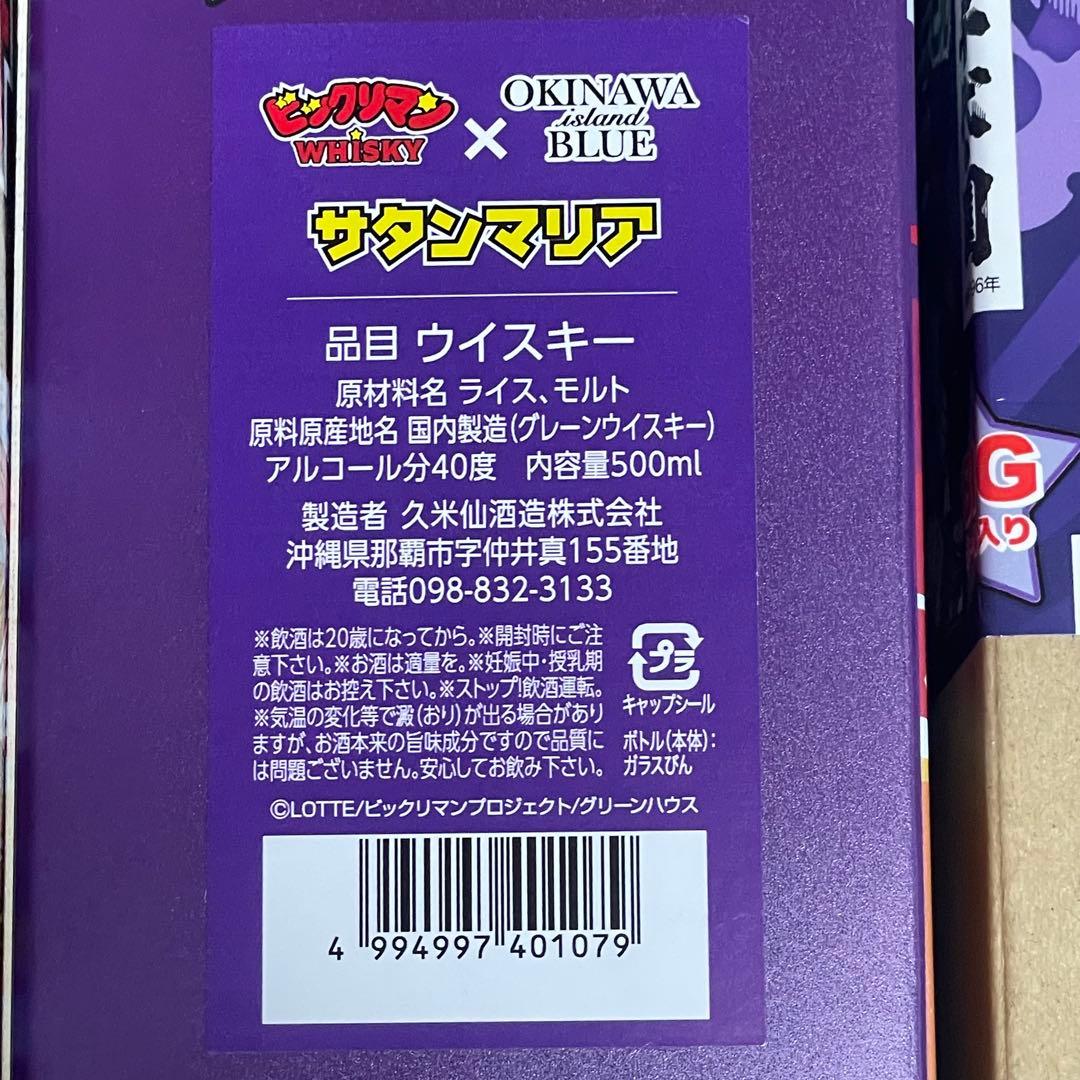 ビックリマン
WHiSKY
×
OKINAWA
island
BLUE
サタンマリア
品目 ウイスキー
原材料名 ライス、モルト
原料原産地名 国内製造(グレーンウイスキー)
アルコール分40度 内容量500ml
製造者 久米仙酒造株式会社
沖縄県那覇市字仲井真155番地
電話098-832-3133
※飲酒は20歳になってから。※開封時にご注
意下さい。※お酒は適量を。※妊娠中・授乳期
の飲酒はお控え下さい。※ストップ!飲酒運転。
※気温の変化等で澱(おり)が出る場合があり
ますが、お酒本来の旨味成分ですので品質に
は問題ございません。安心してお飲み下さい。
プラ
キャップシール
ボトル(本体):
ガラスびん
©LOTTE/ビックリマンプロジェクト/グリーンハウス
4 994997 401079
96年
G
入り